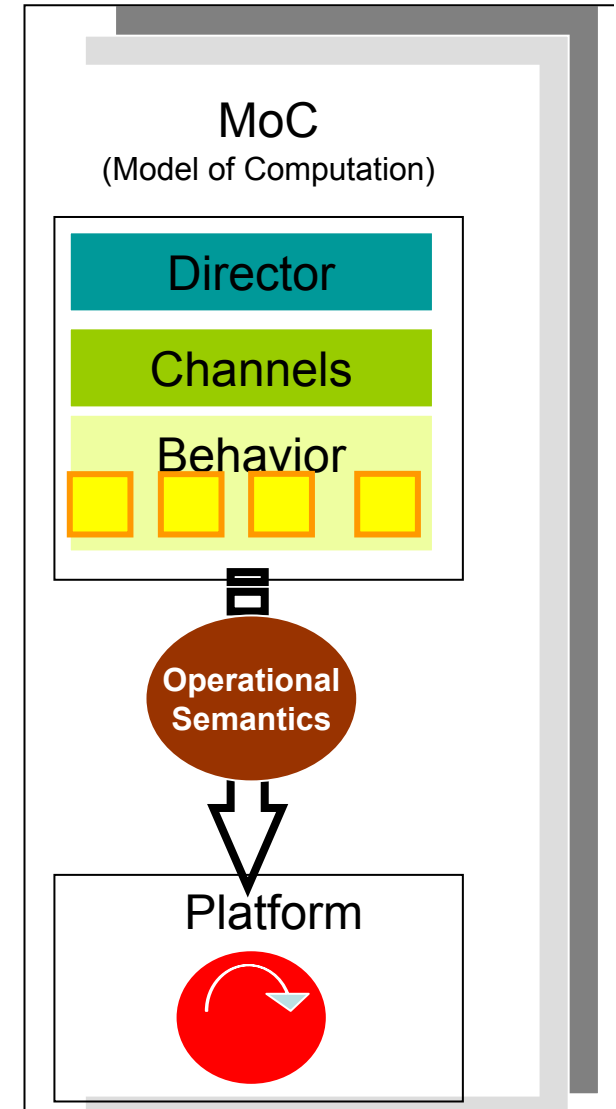 MoC
(Model of Computation)
Director
Channels
Behavior
Operational
Semantics
Platform